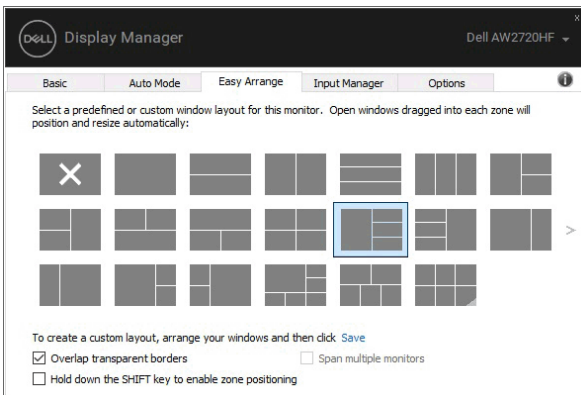 DELL Display Manager
Dell AW2720HF
Basic Auto Mode Easy Arrange Input Manager Options
Select a predefined or custom window layout for this monitor. Open windows dragged into each zone will
position and resize automatically:
To create a custom layout, arrange your windows and then click Save
Overlap transparent borders Span multiple monitors
Hold down the SHIFT key to enable zone positioning